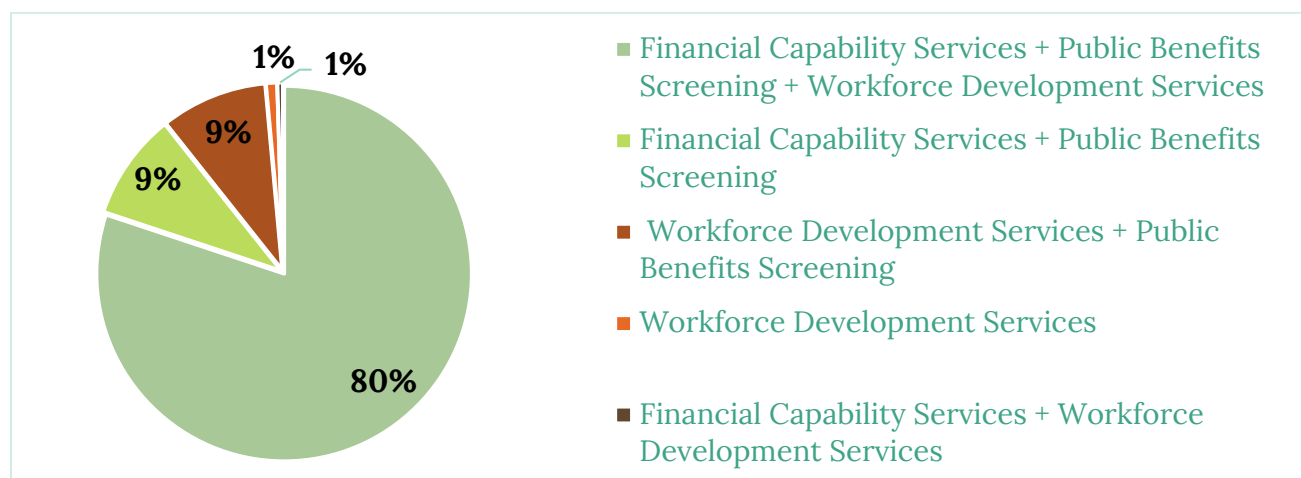 1%
1%
9%
9%
80%
Financial Capability Services + Public Benefits
Screening + Workforce Development Services
Financial Capability Services + Public Benefits
Screening
Workforce Development Services + Public
Benefits Screening
Workforce Development Services
Financial Capability Services + Workforce
Development Services